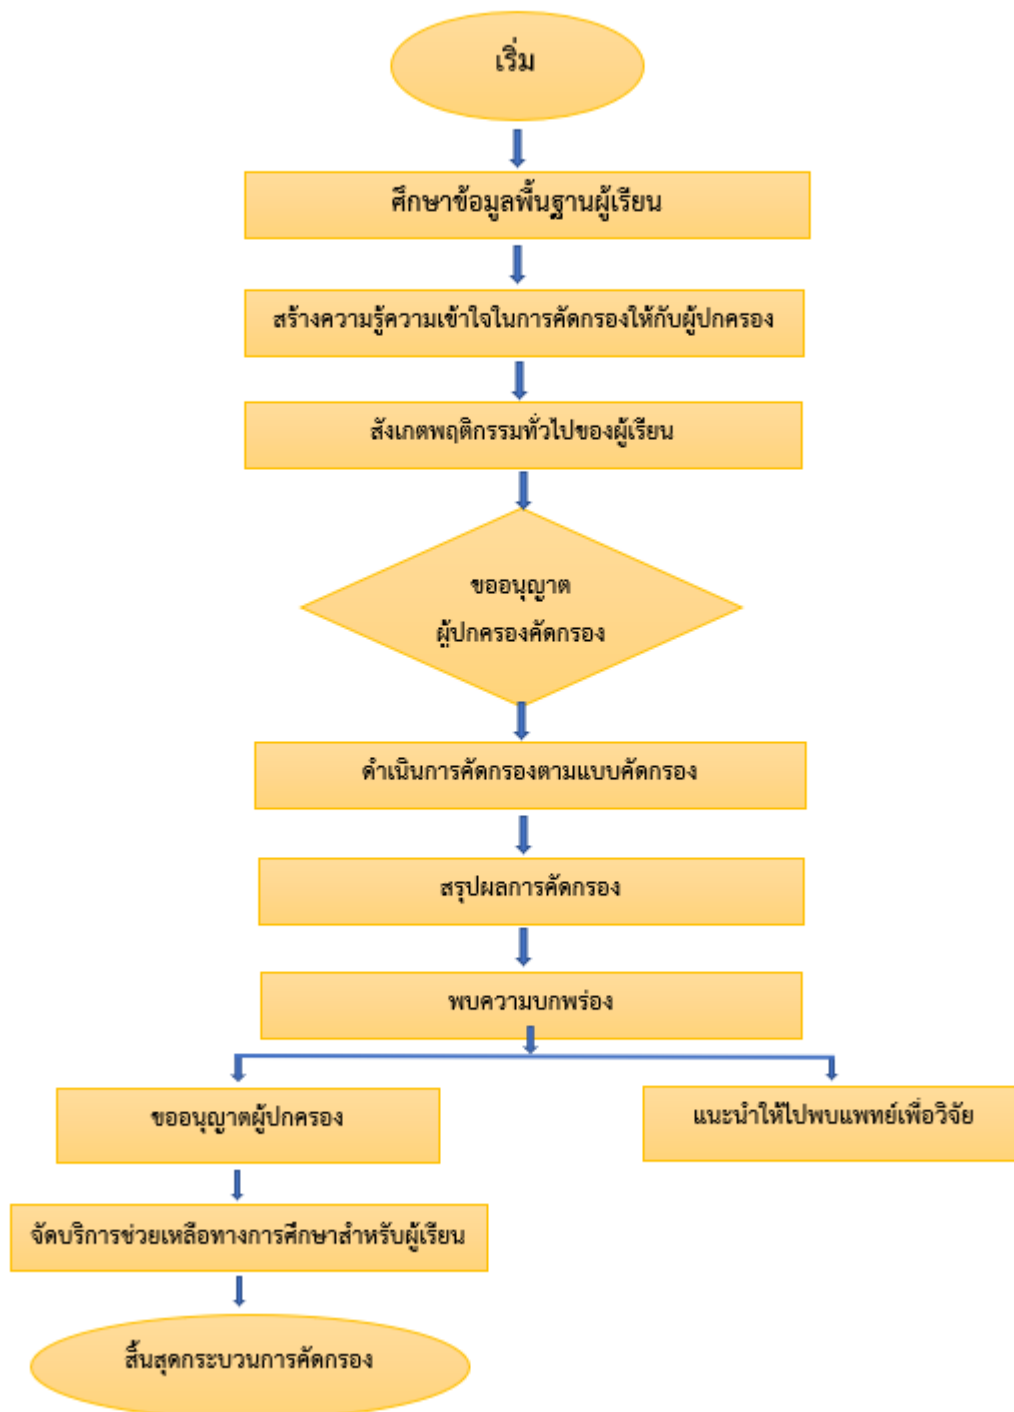 เริ่ม
ศึกษาข้อมูลพื้นฐานผู้เรียน
สร้างความรู้ความเข้าใจในการคัดกรองให้กับผู้ปกครอง
สังเกตพฤติกรรมทั่วไปของผู้เรียน
ขออนุญาต
ผู้ปกครองคัดกรอง
ดำเนินการคัดกรองตามแบบคัดกรอง
สรุปผลการคัดกรอง
พบความบกพร่อง
ขออนุญาตผู้ปกครอง
แนะนำให้ไปพบแพทย์เพื่อวิจัย
จัดบริการช่วยเหลือทางการศึกษาสำหรับผู้เรียน
สิ้นสุดกระบวนการคัดกรอง